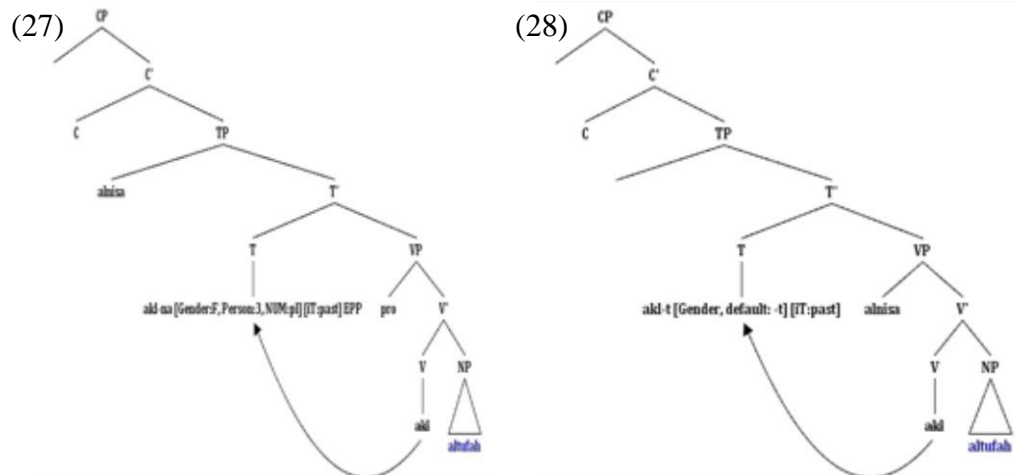 (27) CP (28) CP
C' C'
C TP C TP
alnisa T' T'
T VP T VP
akl-na [Gender:F, Person:3, NUM:pl] [iT:past] EPP pro V' akl-t [Gender, default: -t] [iT:past] alnisa V'
V NP V NP
akl altufah akl altufah